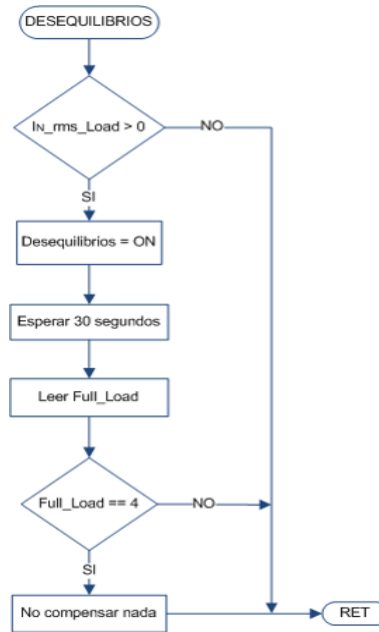 DESEQUILIBRIOS
IN_rms_Load > 0
NO
SI
Desequilibrios = ON
Esperar 30 segundos
Leer Full_Load
Full_Load == 4
NO
SI
No compensar nada
RET